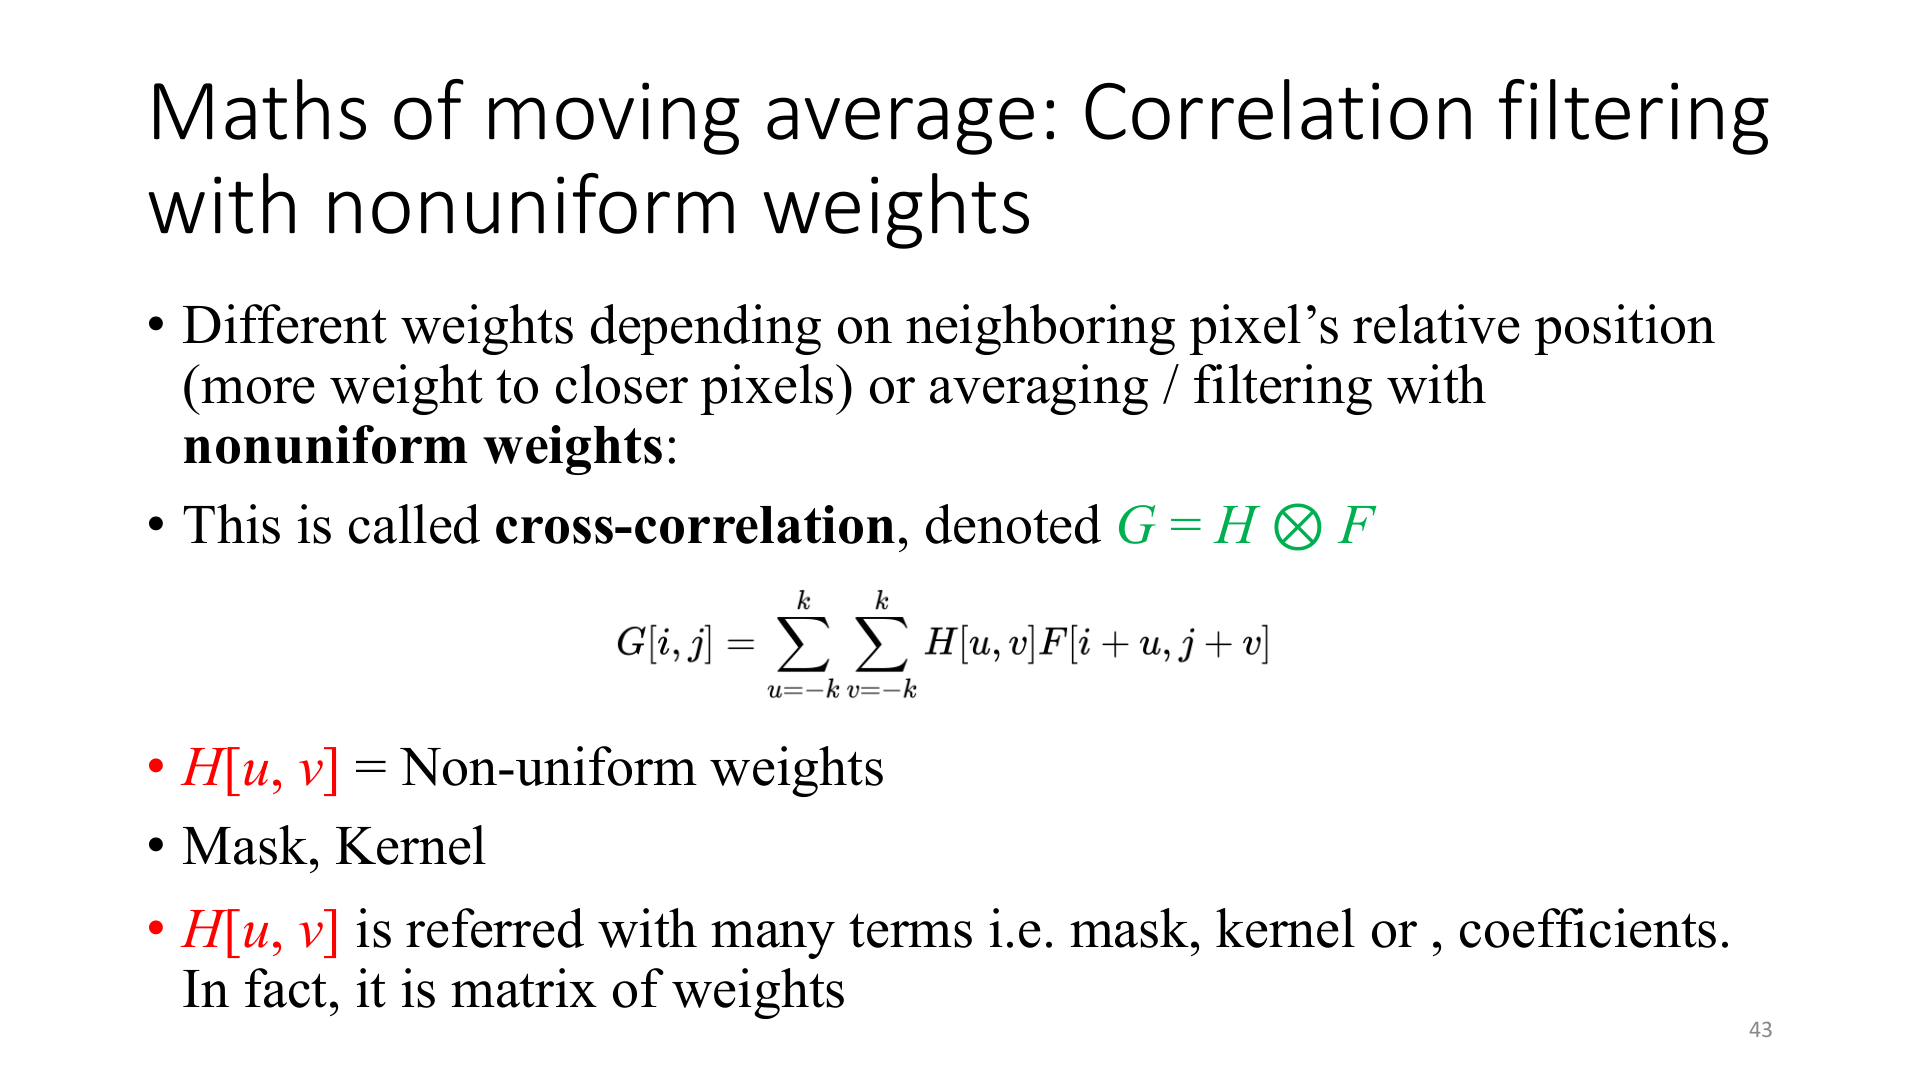 Maths of moving average: Correlation filtering
with nonuniform weights
• Different weights depending on neighboring pixel’s relative position
(more weight to closer pixels) or averaging / filtering with
nonuniform weights:
• This is called cross-correlation, denoted G = H ⊗ F
G[i, j] = \sum_{u=-k}^{k} \sum_{v=-k}^{k} H[u, v]F[i + u, j + v]
• H[u, v] = Non-uniform weights
• Mask, Kernel
• H[u, v] is referred with many terms i.e. mask, kernel or , coefficients.
In fact, it is matrix of weights
43